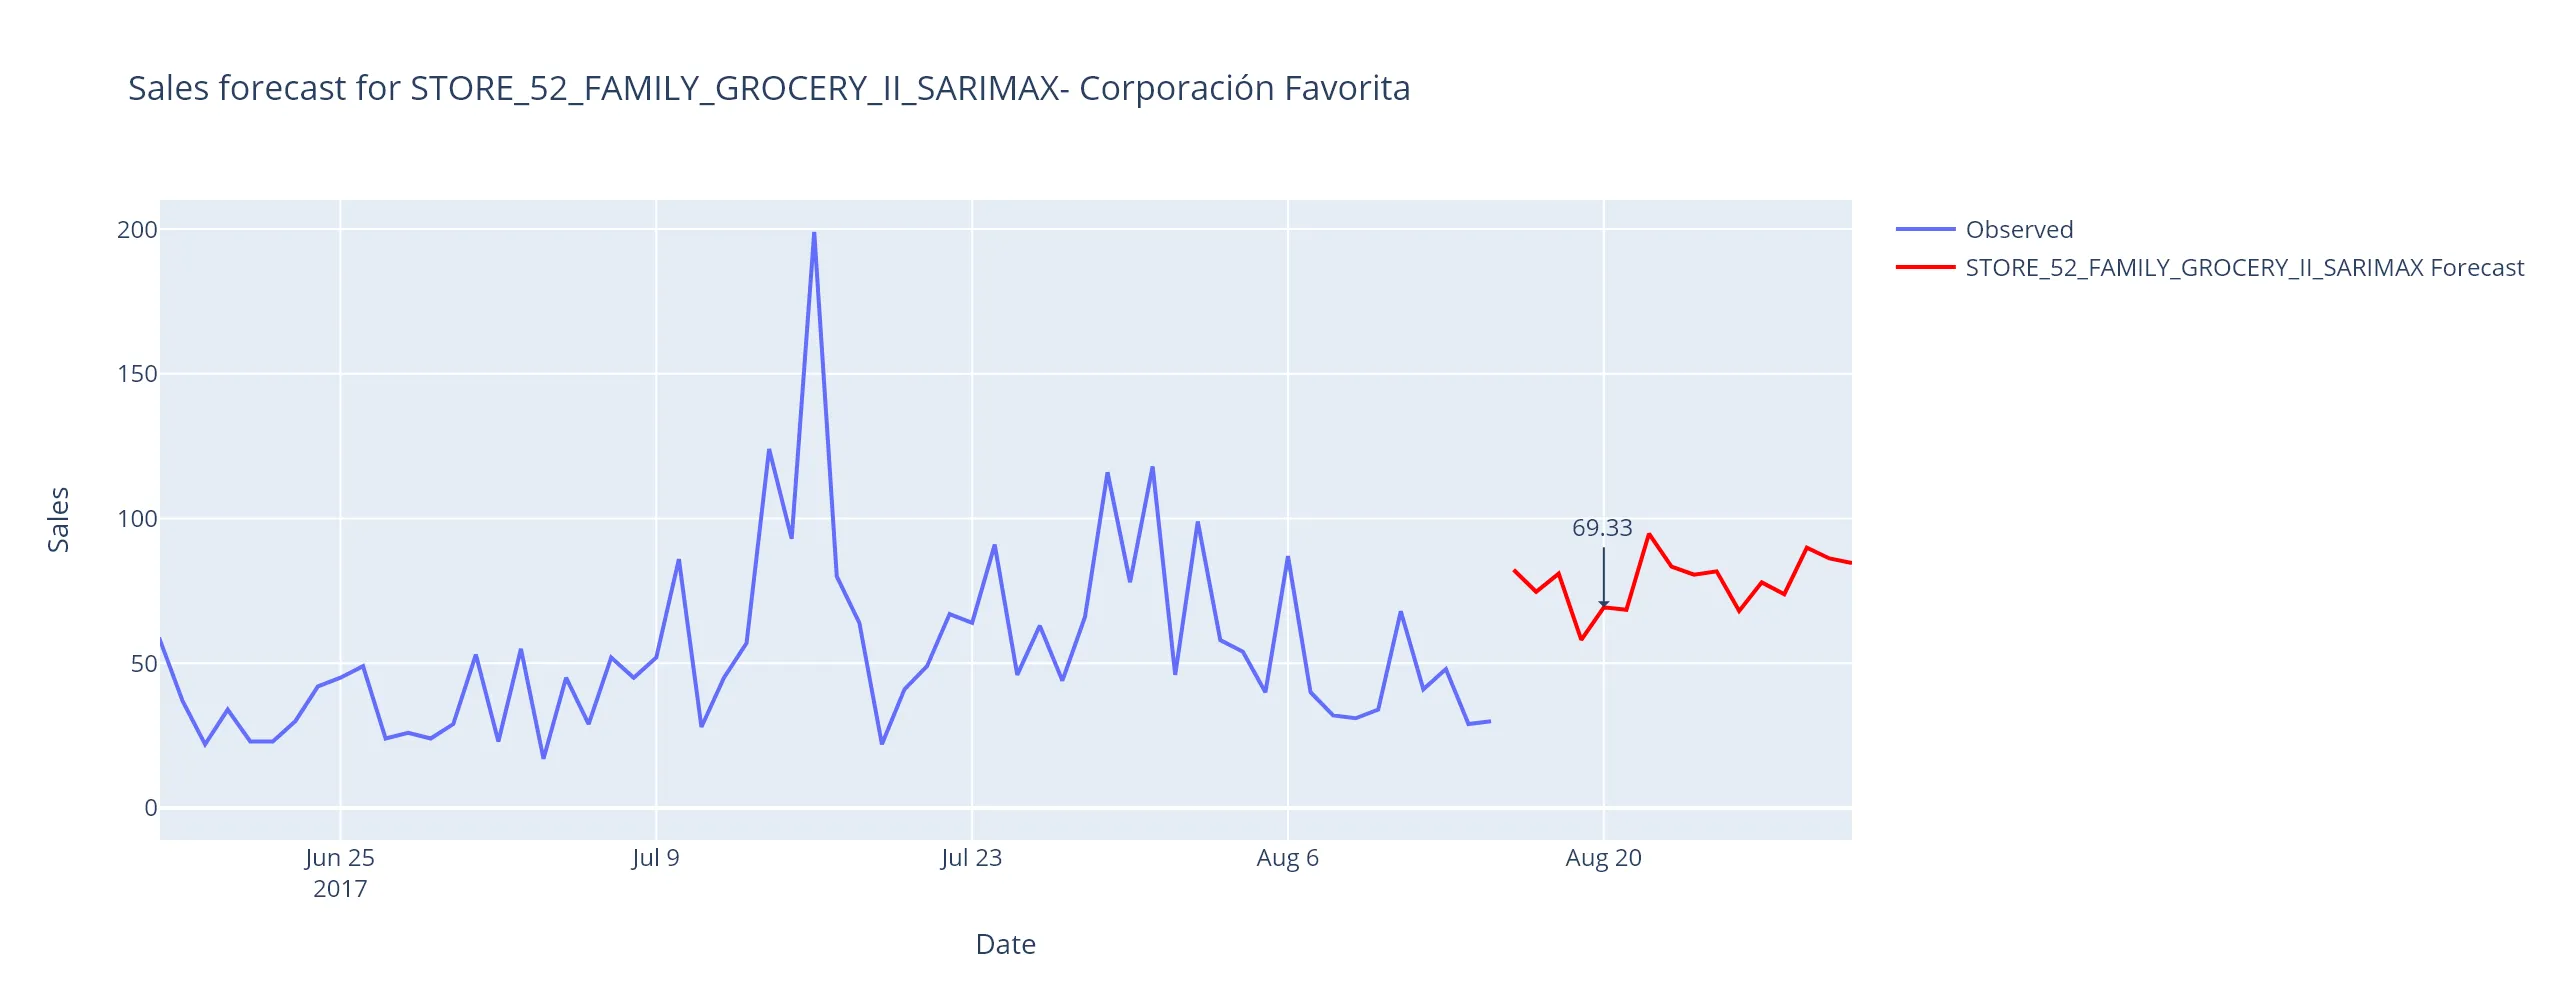 Sales forecast for STORE_52_FAMILY_GROCERY_II_SARIMAX- Corporación Favorita
Observed
STORE_52_FAMILY_GROCERY_II_SARIMAX Forecast
200
150
100
50
0
Sales
69.33
Jun 25
2017
Jul 9
Jul 23
Aug 6
Aug 20
Date